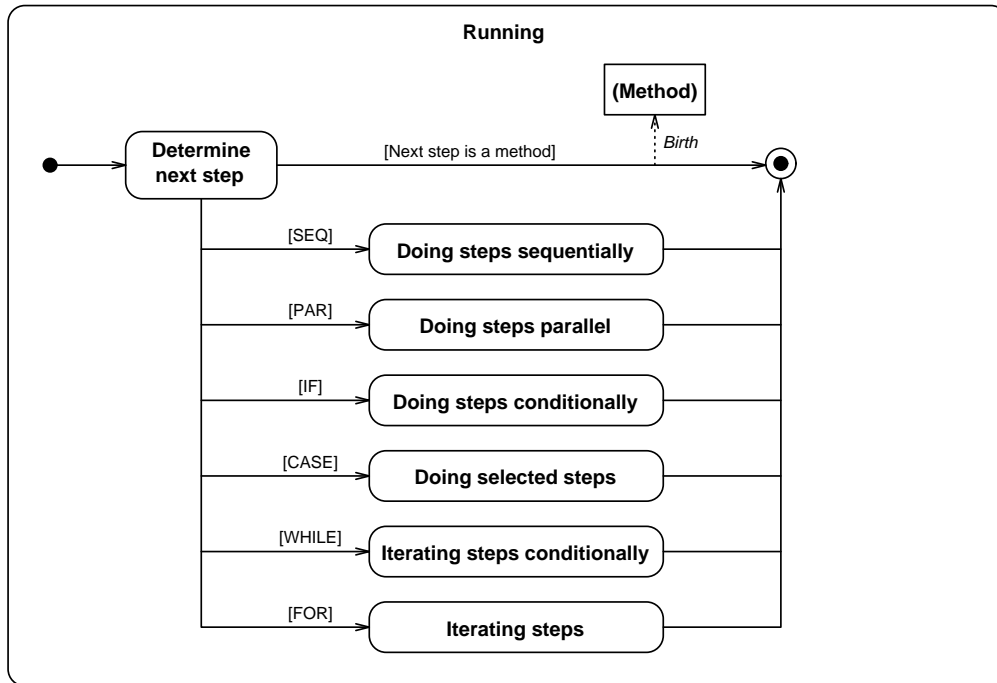 Running
(Method)
Birth
Determine
next step
[Next step is a method]
[SEQ]
Doing steps sequentially
[PAR]
Doing steps parallel
[IF]
Doing steps conditionally
[CASE]
Doing selected steps
[WHILE]
Iterating steps conditionally
[FOR]
Iterating steps